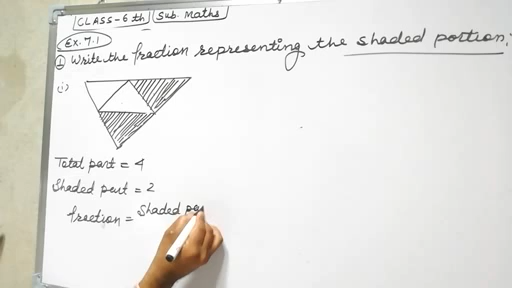 CLASS-6th Sub. Maths
Ex. 7.1
① Write the fraction representing the shaded portion.
(i)
Total part = 4
Shaded part = 2
fraction = Shaded par